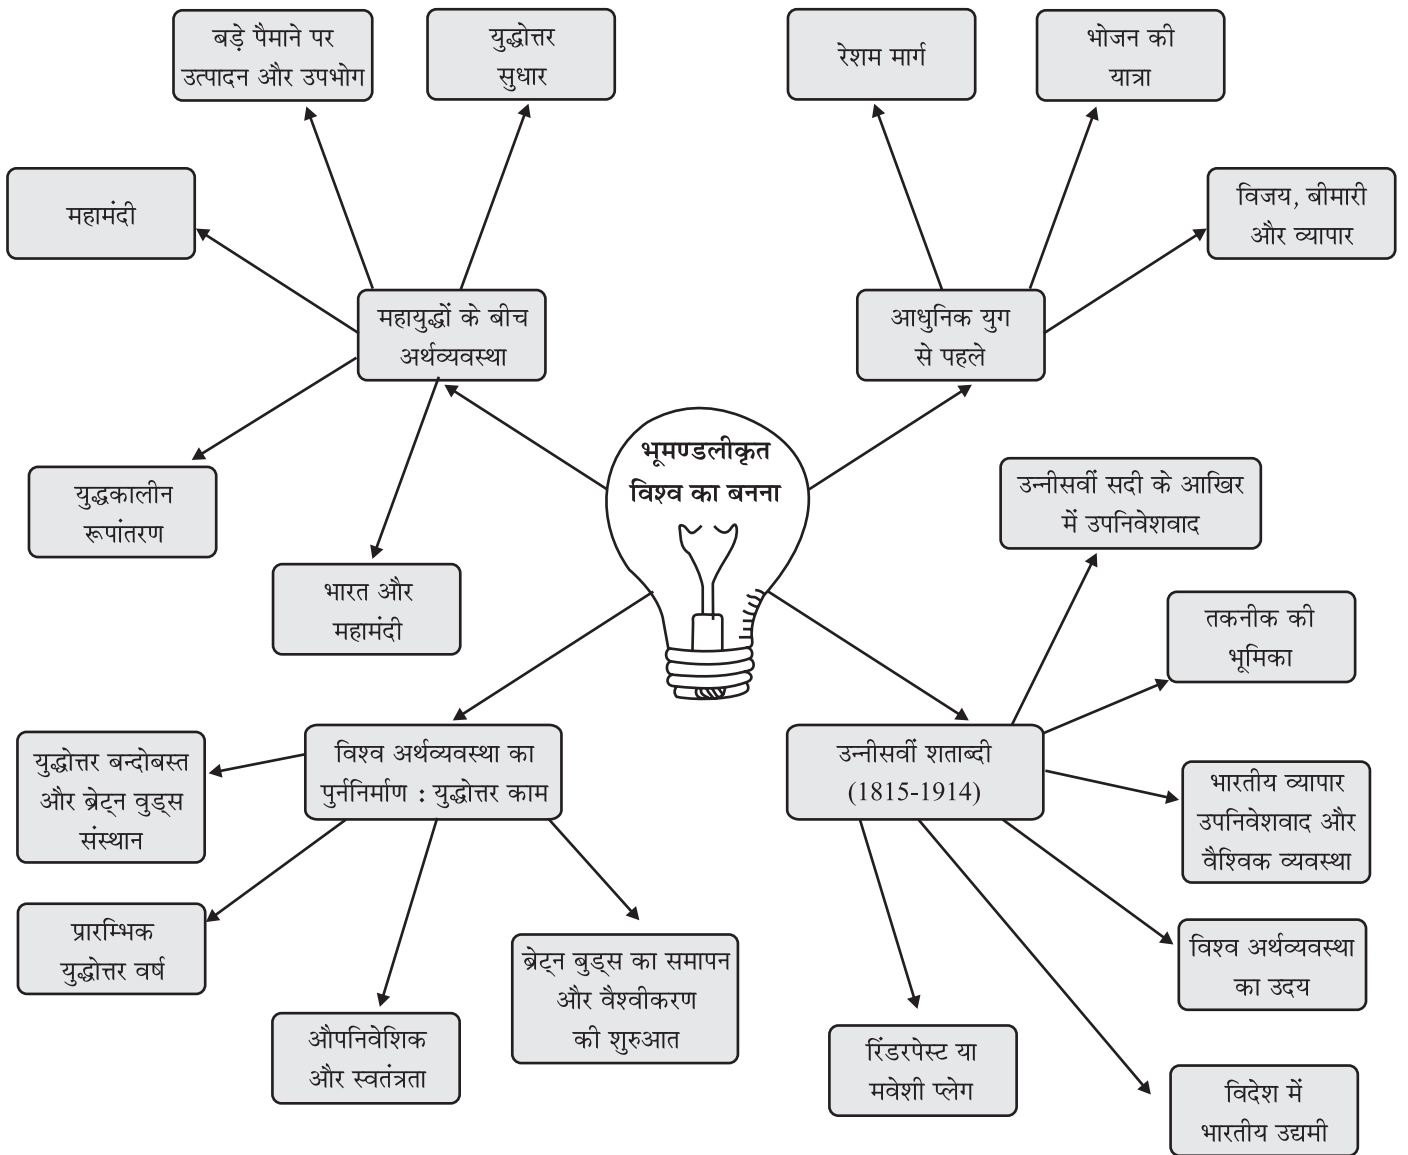 बड़े पैमाने पर
उत्पादन और उपभोग
युद्धोत्तर
सुधार
रेशम मार्ग
भोजन की
यात्रा
महामंदी
विजय, बीमारी
और व्यापार
महायुद्धों के बीच
अर्थव्यवस्था
आधुनिक युग
से पहले
भूमण्डलीकृत
विश्व का बनना
युद्धकालीन
रूपांतरण
भारत और
महामंदी
उन्नीसवीं सदी के आखिर
में उपनिवेशवाद
तकनीक की
भूमिका
विश्व अर्थव्यवस्था का
पुर्ननिर्माण : युद्धोत्तर काम
उन्नीसवीं शताब्दी
(1815-1914)
युद्धोत्तर बन्दोबस्त
और ब्रेट्न वुड्स
संस्थान
भारतीय व्यापार
उपनिवेशवाद और
वैश्विक व्यवस्था
प्रारम्भिक
युद्धोत्तर वर्ष
ब्रेट्न बुड्स का समापन
और वैश्वीकरण
की शुरुआत
विश्व अर्थव्यवस्था
का उदय
औपनिवेशिक
और स्वतंत्रता
रिंडरपेस्ट या
मवेशी प्लेग
विदेश में
भारतीय उद्यमी